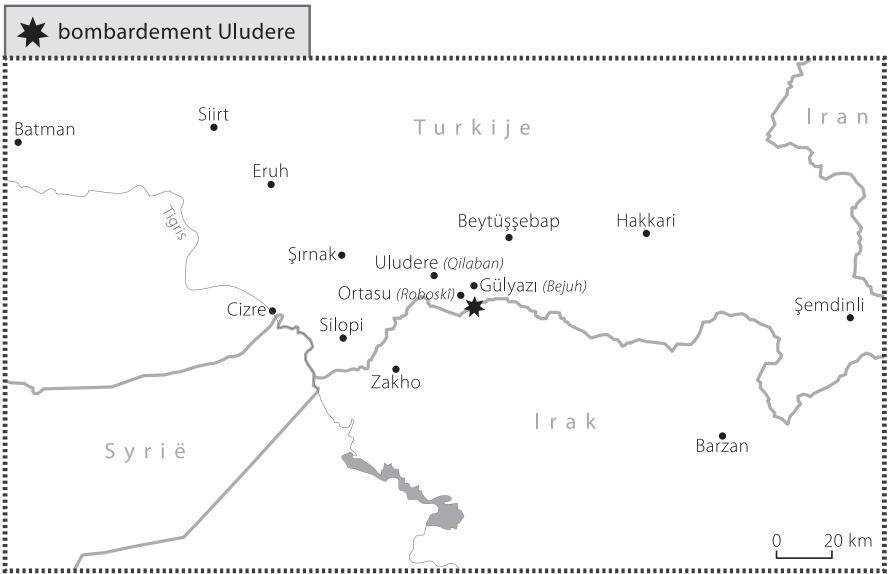 bombardement Uludere
Siirt
Iran
Batman
Turkije
Eruh
Tigris
Beytüşşebap
Hakkari
Şırnak
Uludere (Qilaban)
Gülyazı (Bejuh)
Ortasu (Roboskî)
Cizre
Şemdinli
Silopi
Zakho
Irak
Syrië
Barzan
0 20 km